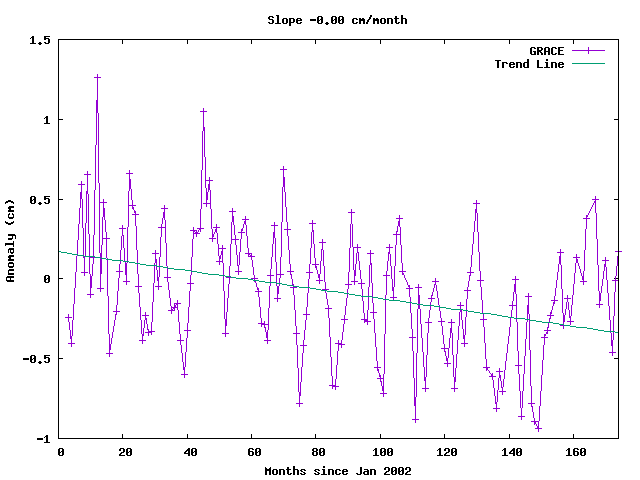 Slope -0.00 cm/month
GRACE
Trend Line
Anomaly (cm)
1.5
1
0.5
0
-0.5
-1
0 20 40 60 80 100 120 140 160
Months since Jan 2002